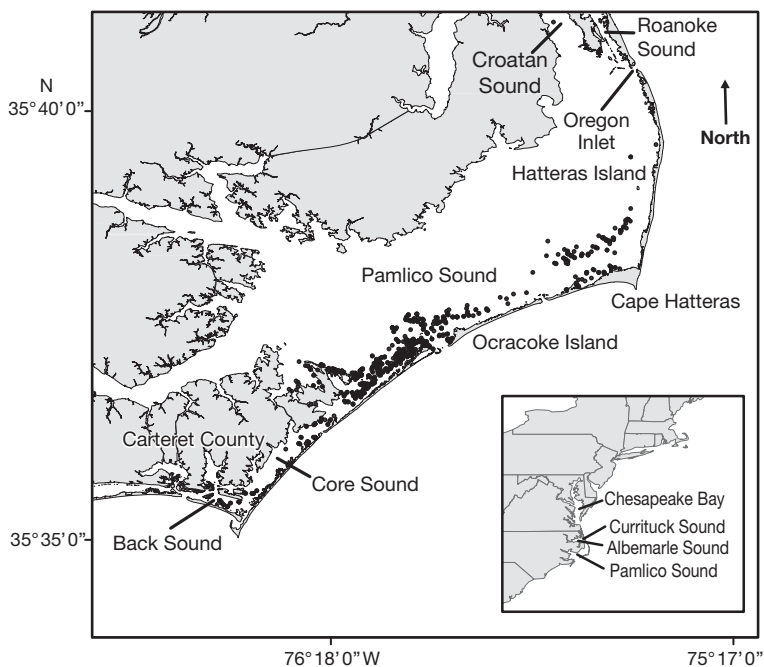 Roanoke
Sound
Croatan
Sound
N
35°40'0"
North
Oregon
Inlet
Hatteras Island
Pamlico Sound
Cape Hatteras
Ocracoke Island
Carteret County
Core Sound
Back Sound
35°35'0"
Chesapeake Bay
Currituck Sound
Albemarle Sound
Pamlico Sound
76°18'0"W
75°17'0"